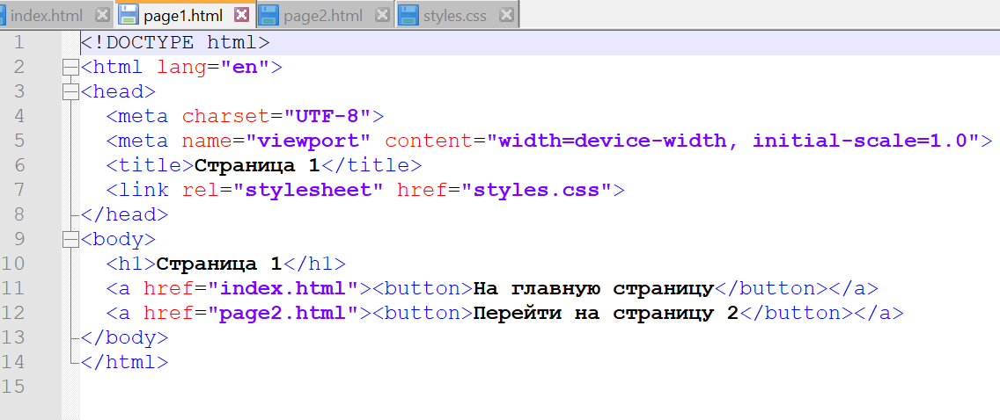 index.html page1.html page2.html styles.css
1 <!DOCTYPE html>
2 <html lang="en">
3 <head>
4 <meta charset="UTF-8">
5 <meta name="viewport" content="width=device-width, initial-scale=1.0">
6 <title>Страница 1</title>
7 <link rel="stylesheet" href="styles.css">
8 </head>
9 <body>
10 <h1>Страница 1</h1>
11 <a href="index.html"><button>На главную страницу</button></a>
12 <a href="page2.html"><button>Перейти на страницу 2</button></a>
13 </body>
14 </html>
15